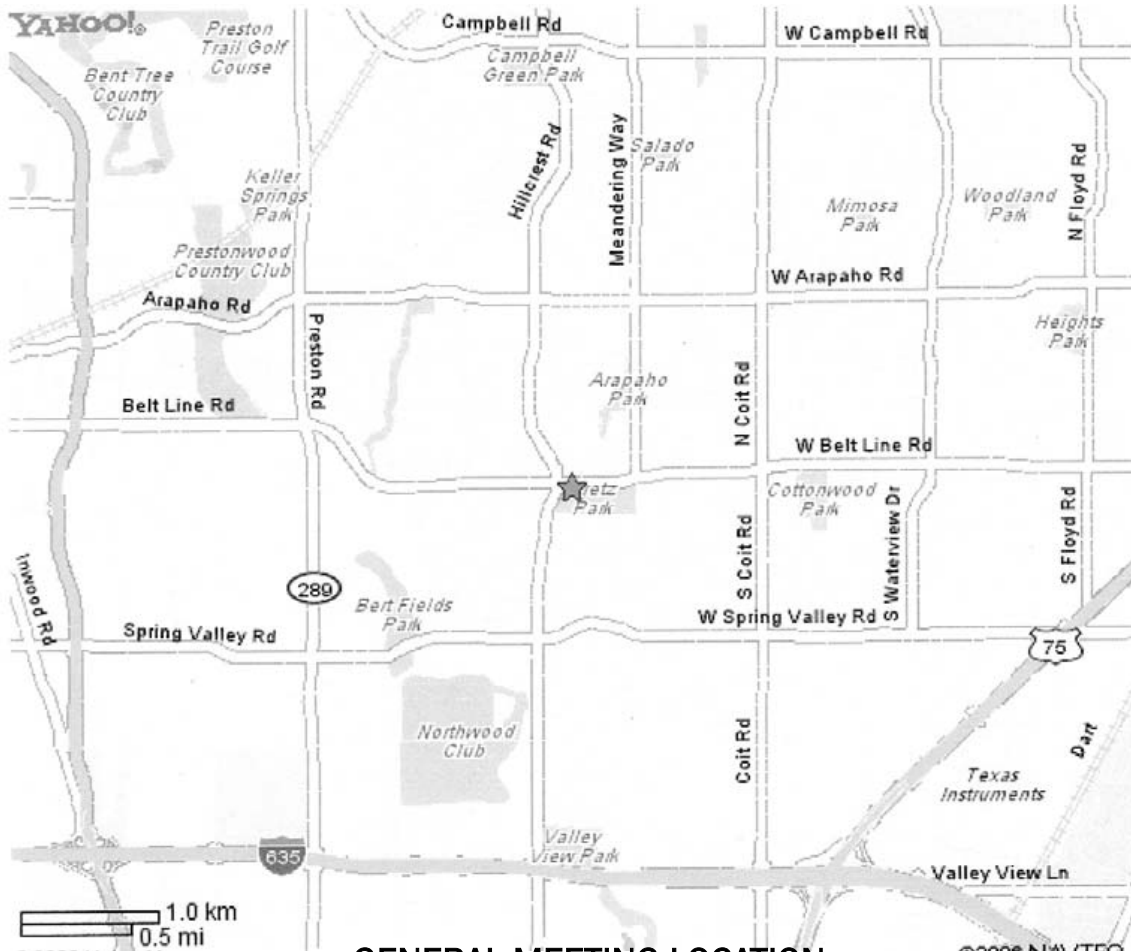 YAHOO!®
Preston
Trail Golf
Course
Campbell Rd
W Campbell Rd
Bent Tree
Country
Club
Campbell
Green Park
Hillcrest Rd
Meandering Way
Salado
Park
N Floyd Rd
Keller
Springs
Park
Mimosa
Park
Woodland
Park
Prestonwood
Country Club
W Arapaho Rd
Arapaho Rd
Preston Rd
Heights
Park
Arapaho
Park
N Coit Rd
Belt Line Rd
W Belt Line Rd
Park
Cottonwood
Park
S Coit Rd
S Waterview Dr
S Floyd Rd
Inwood Rd
289
Bert Fields
Park
Spring Valley Rd
W Spring Valley Rd
75
Northwood
Club
Coit Rd
Dart
Texas
Instruments
Valley
View Park
635
Valley View Ln
1.0 km
0.5 mi
GENERAL MEETING LOCATION